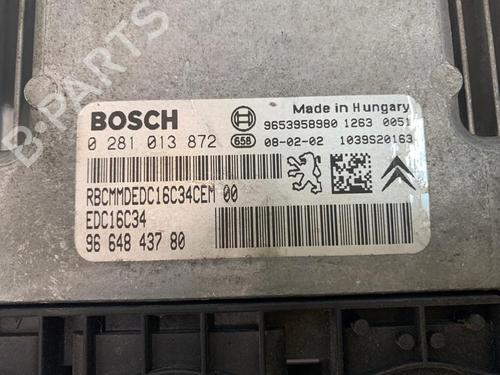 B-PARTS
BOSCH
Made in Hungary
9653958980 1263 0051
0 281 013 872
658 08-02-02 1039S20163
RBCMMDEDC16C34CEM 00
EDC16C34
96 648 437 80